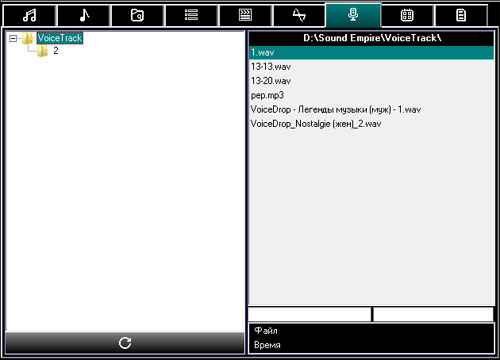 VoiceTrack
2
D:\Sound Empire\VoiceTrack\
1.wav
13-13.wav
13-20.wav
pep.mp3
VoiceDrop - Легенды музыки (муж) - 1.wav
VoiceDrop_Nostalgie (жен)_2.wav
Файл
Время